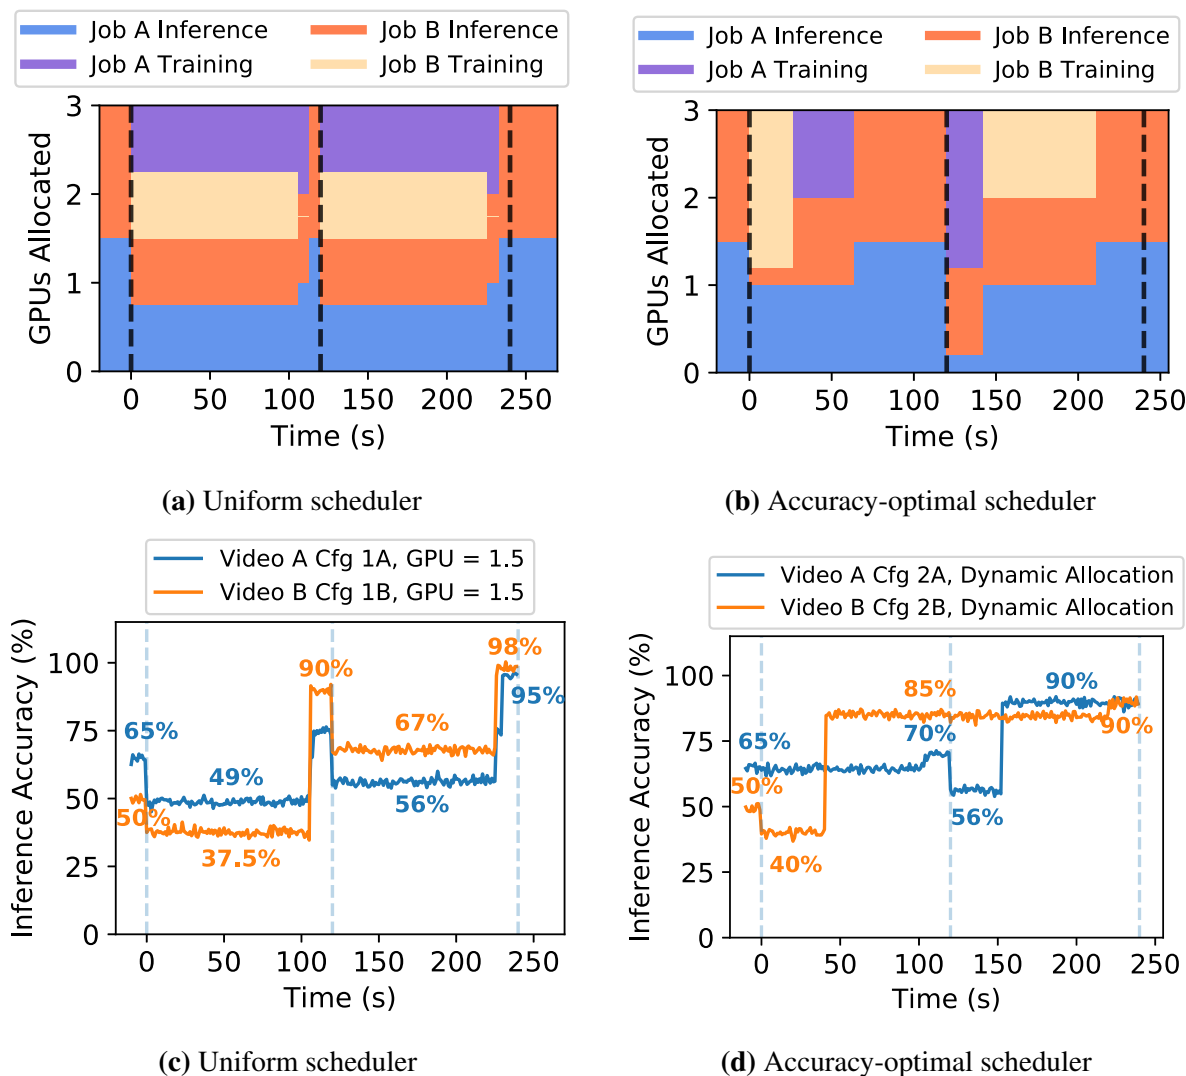 Job A Inference
Job B Inference
Job A Training
Job B Training
3
2
1
0
GPUs Allocated
0 50 100 150 200 250
Time (s)
(a) Uniform scheduler
Job A Inference
Job B Inference
Job A Training
Job B Training
3
2
1
0
GPUs Allocated
0 50 100 150 200 250
Time (s)
(b) Accuracy-optimal scheduler
Video A Cfg 1A, GPU = 1.5
Video B Cfg 1B, GPU = 1.5
100
75
50
25
0
Inference Accuracy (%)
65%
50%
49%
37.5%
90%
67%
56%
98%
95%
0 50 100 150 200 250
Time (s)
(c) Uniform scheduler
Video A Cfg 2A, Dynamic Allocation
Video B Cfg 2B, Dynamic Allocation
100
75
50
25
0
Inference Accuracy (%)
65%
50%
40%
85%
70%
56%
90%
90%
0 50 100 150 200 250
Time (s)
(d) Accuracy-optimal scheduler